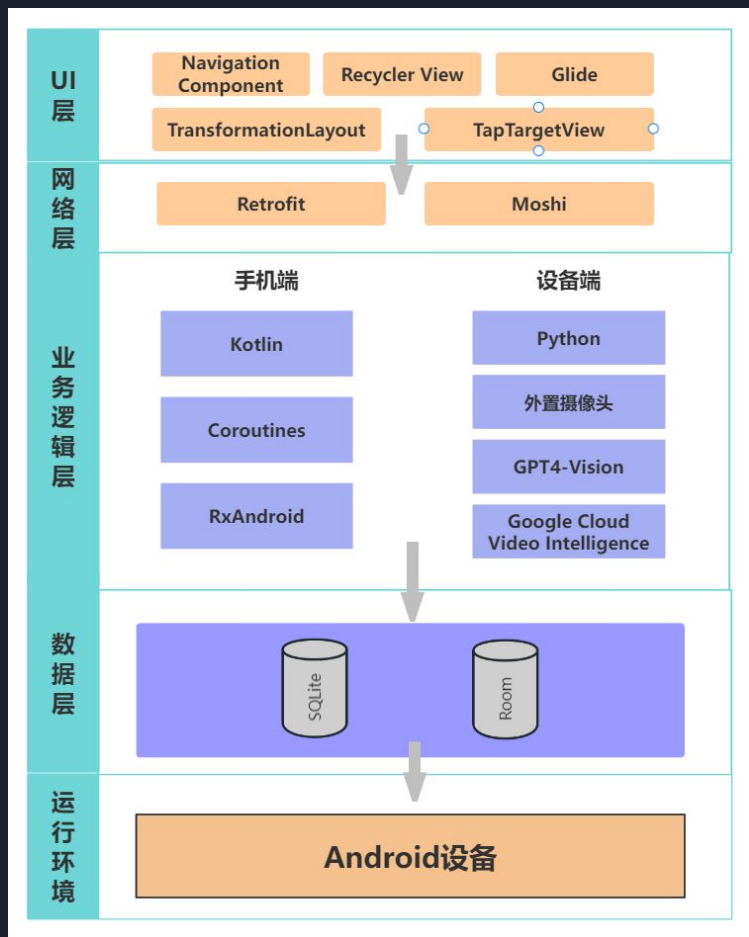 UI
层
Navigation
Component
Recycler View
Glide
TransformationLayout
TapTargetView
网
络
层
Retrofit
Moshi
业
务
逻
辑
层
手机端
设备端
Kotlin
Python
Coroutines
外置摄像头
GPT4-Vision
RxAndroid
Google Cloud
Video Intelligence
数
据
层
SQLite
Room
运
行
环
境
Android设备